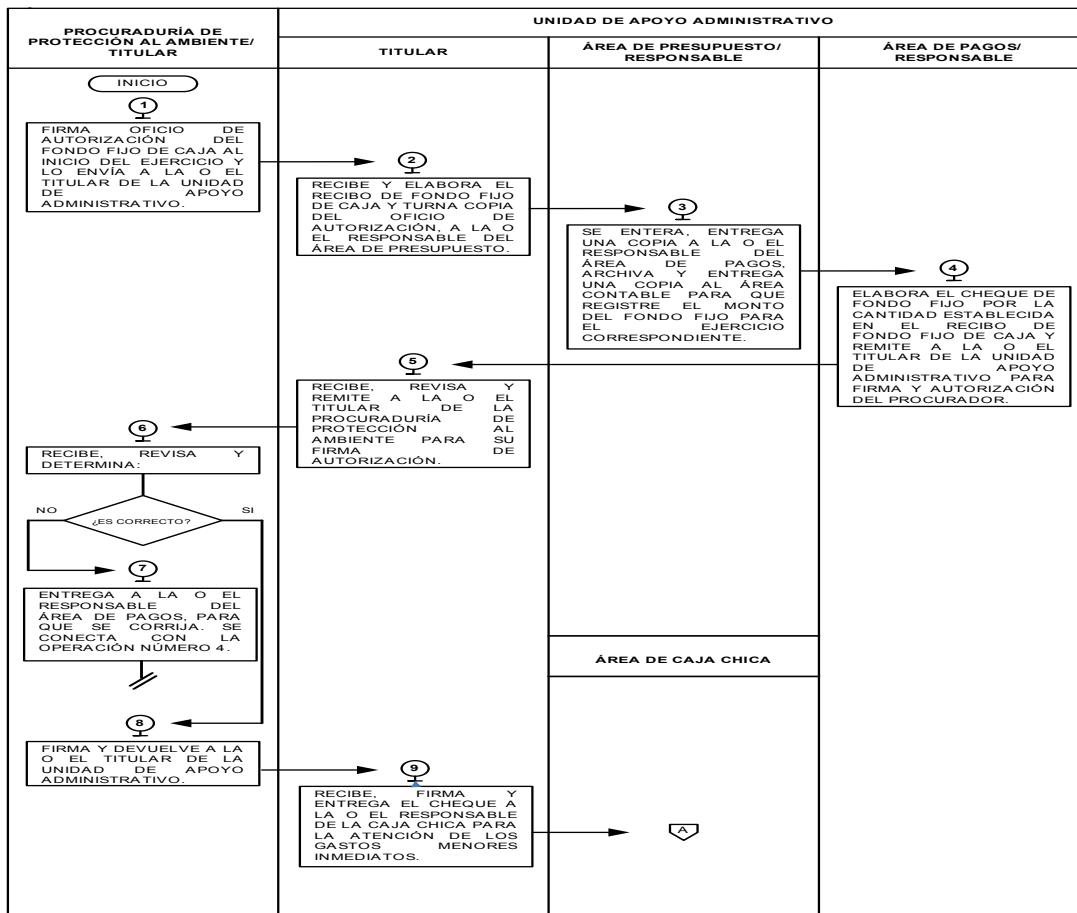 PROCURADURÍA DE
PROTECCIÓN AL AMBIENTE/
TITULAR
UNIDAD DE APOYO ADMINISTRATIVO
TITULAR
ÁREA DE PRESUPUESTO/
RESPONSABLE
ÁREA DE PAGOS/
RESPONSABLE
INICIO
1
FIRMA OFICIO DE
AUTORIZACIÓN DEL
FONDO FIJO DE CAJA AL
INICIO DEL EJERCICIO Y
LO ENVÍA A LA O EL
TITULAR DE LA UNIDAD
DE APOYO
ADMINISTRATIVO.
2
RECIBE Y ELABORA EL
RECIBO DE FONDO FIJO
DE CAJA Y TURNA COPIA
DEL OFICIO DE
AUTORIZACIÓN, A LA O
EL RESPONSABLE DEL
ÁREA DE PRESUPUESTO.
3
SE ENTERA, ENTREGA
UNA COPIA A LA O EL
RESPONSABLE DEL
ÁREA DE PAGOS,
ARCHIVA Y ENTREGA
UNA COPIA AL ÁREA
CONTABLE PARA QUE
REGISTRE EL MONTO
DEL FONDO FIJO PARA
EL EJERCICIO
CORRESPONDIENTE.
4
ELABORA EL CHEQUE DE
FONDO FIJO POR LA
CANTIDAD ESTABLECIDA
EN EL RECIBO DE
FONDO FIJO DE CAJA Y
REMITE A LA O EL
TITULAR DE LA UNIDAD
DE APOYO
ADMINISTRATIVO PARA
FIRMA Y AUTORIZACIÓN
DEL PROCURADOR.
5
RECIBE, REVISA Y
REMITE A LA O EL
TITULAR DE LA
PROCURADURÍA DE
PROTECCIÓN AL
AMBIENTE PARA SU
FIRMA DE
AUTORIZACIÓN.
6
RECIBE, REVISA Y
DETERMINA:
NO
¿ES CORRECTO?
SI
7
ENTREGA A LA O EL
RESPONSABLE DEL
ÁREA DE PAGOS, PARA
QUE SE CORRIJA. SE
CONECTA CON LA
OPERACIÓN NÚMERO 4.
ÁREA DE CAJA CHICA
8
FIRMA Y DEVUELVE A LA
O EL TITULAR DE LA
UNIDAD DE APOYO
ADMINISTRATIVO.
9
RECIBE, FIRMA Y
ENTREGA EL CHEQUE A
LA O EL RESPONSABLE
DE LA CAJA CHICA PARA
LA ATENCIÓN DE LOS
GASTOS MENORES
INMEDIATOS.
A